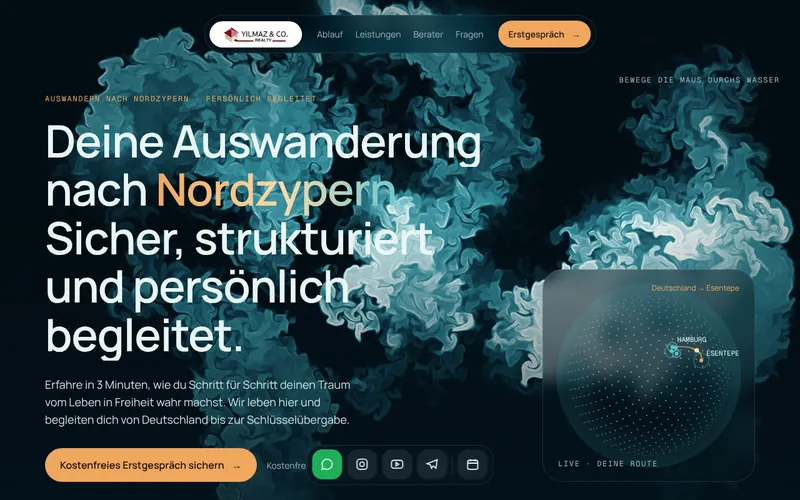 YILMAZ & CO.
REALTY
Ablauf
Leistungen
Berater
Fragen
Erstgespräch →
BEWEGE DIE MAUS DURCHS WASSER
AUSWANDERN NACH NORDZYPERN · PERSÖNLICH BEGLEITET
Deine Auswanderung
nach Nordzypern
Sicher, strukturiert
und persönlich
begleitet.
Erfahre in 3 Minuten, wie du Schritt für Schritt deinen Traum
vom Leben in Freiheit wahr machst. Wir leben hier und
begleiten dich von Deutschland bis zur Schlüsselübergabe.
Kostenfreies Erstgespräch sichern →
Kostenfre
Deutschland → Esentepe
HAMBURG
ESENTEPE
LIVE · DEINE ROUTE